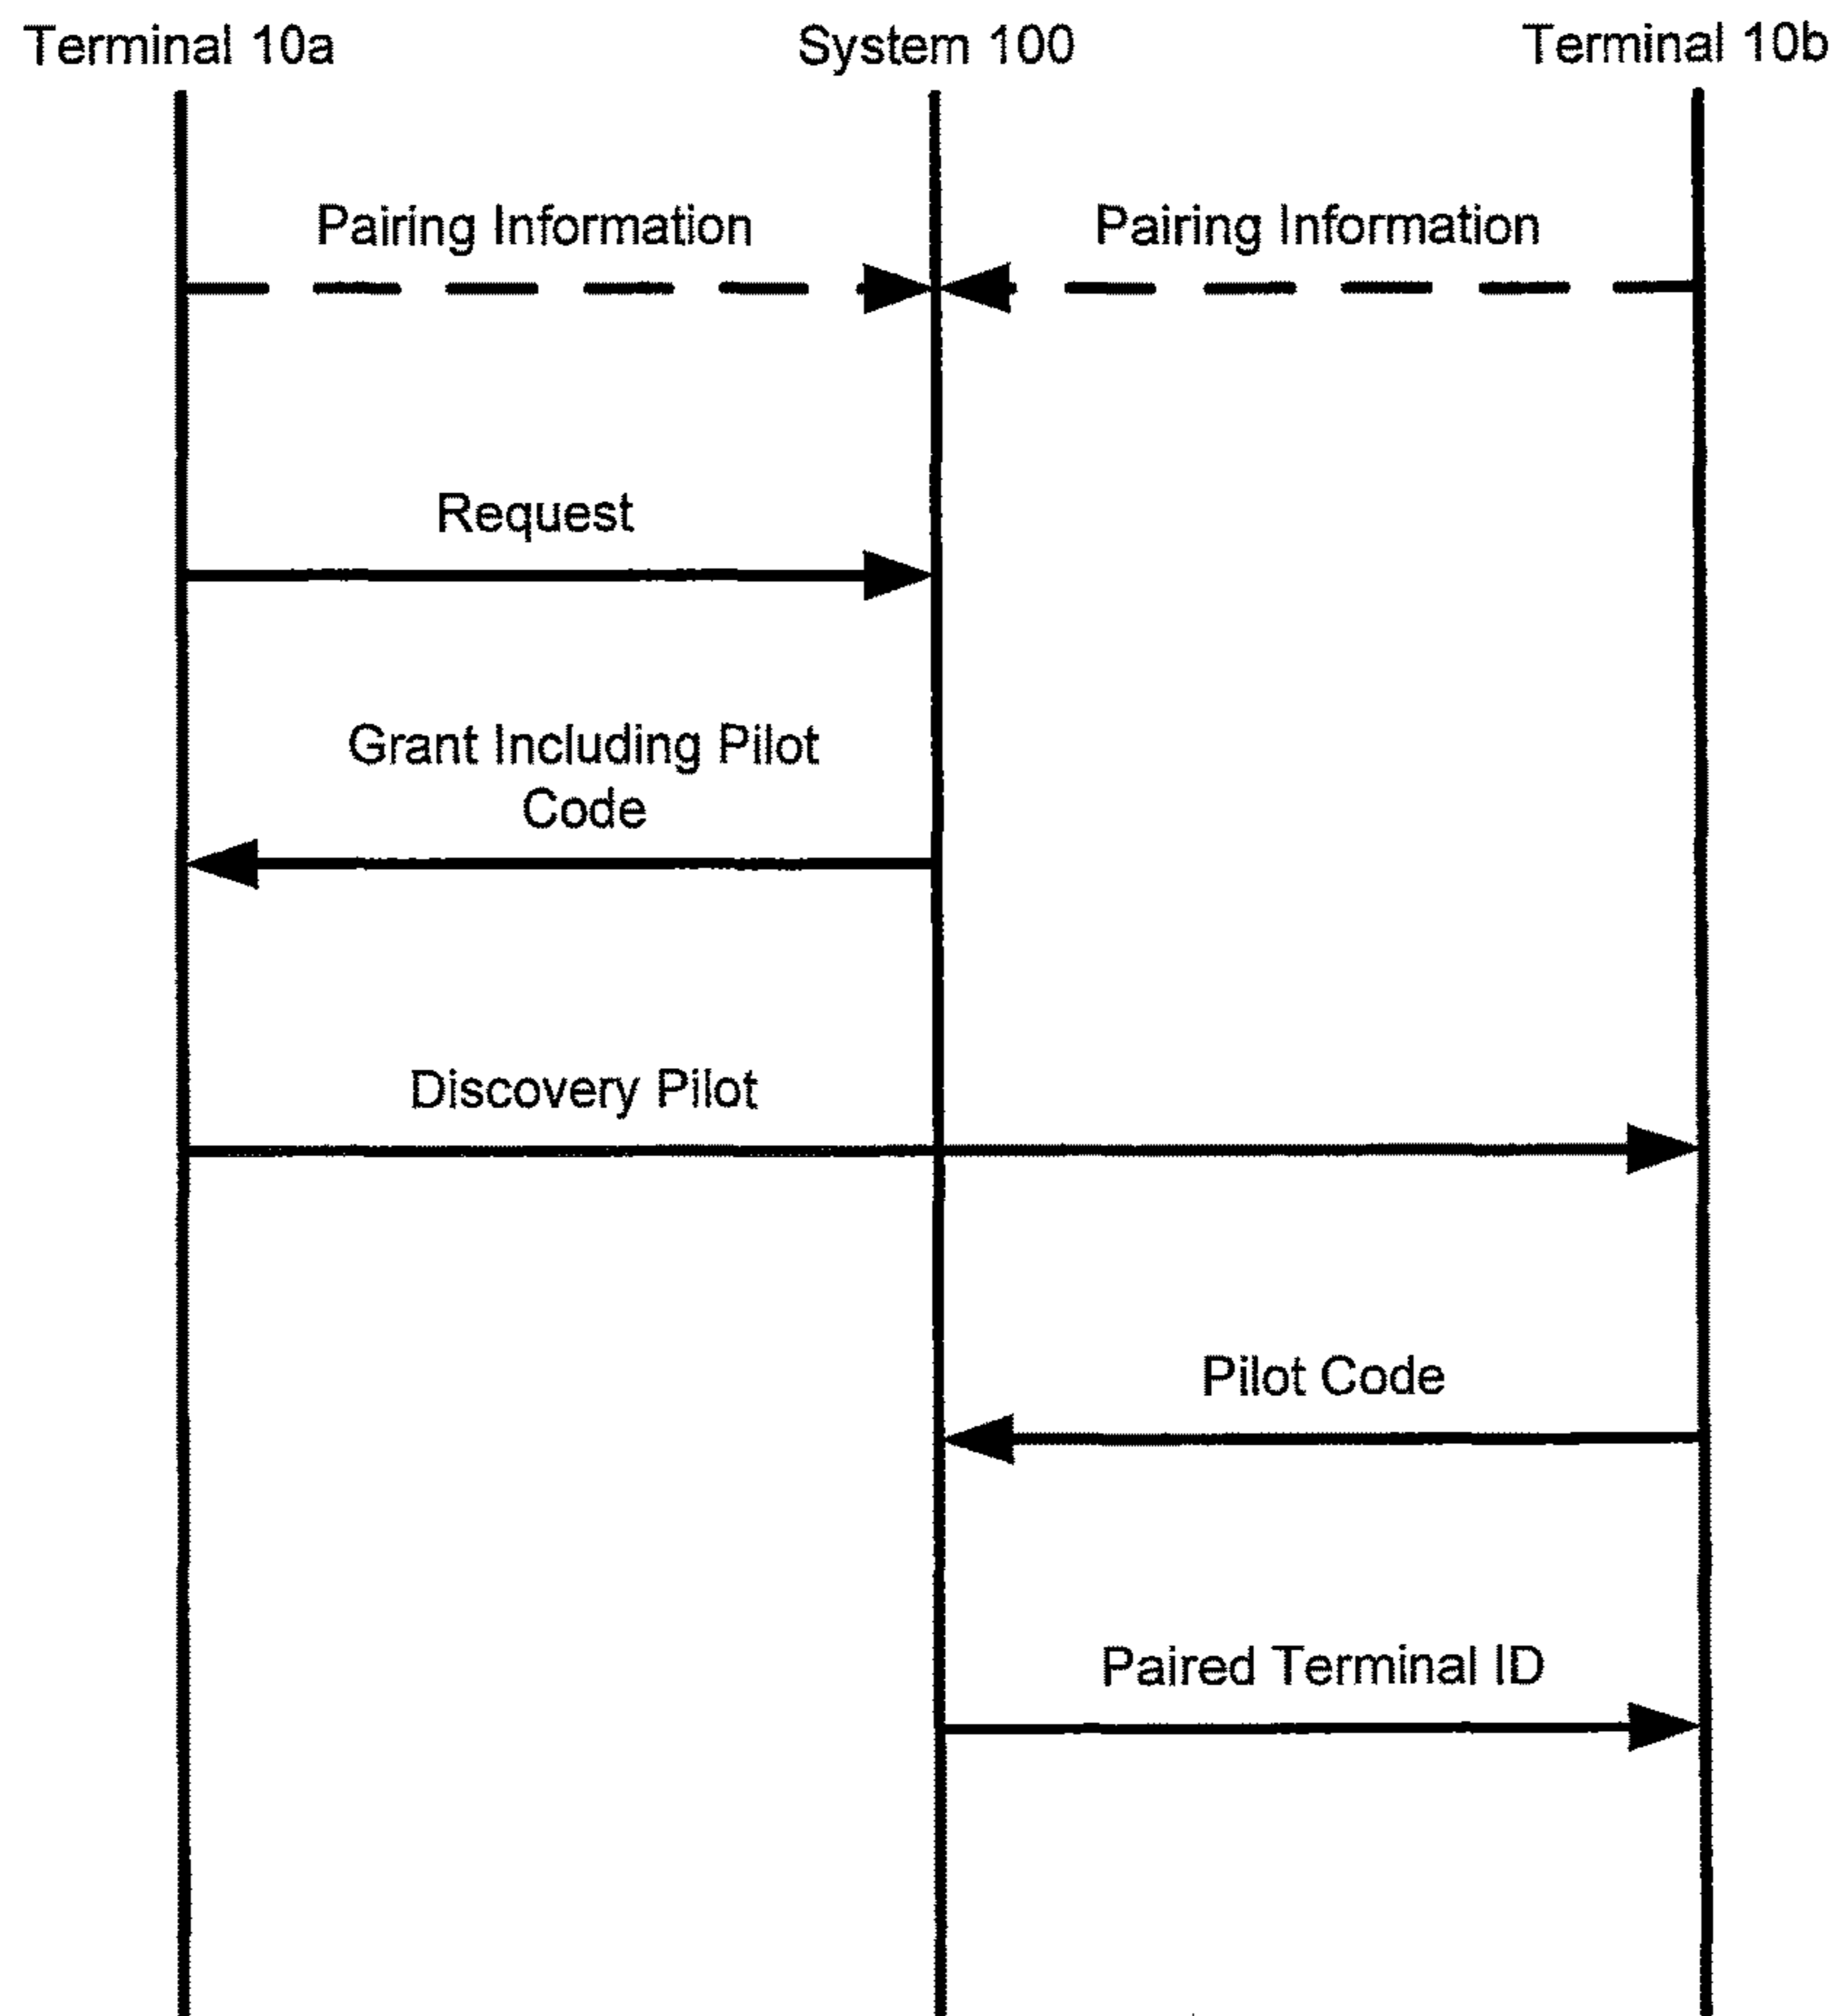 Terminal 10a
System 100
Terminal 10b
Pairing Information
Pairing Information
Request
Grant Including Pilot
Code
Discovery Pilot
Pilot Code
Paired Terminal ID